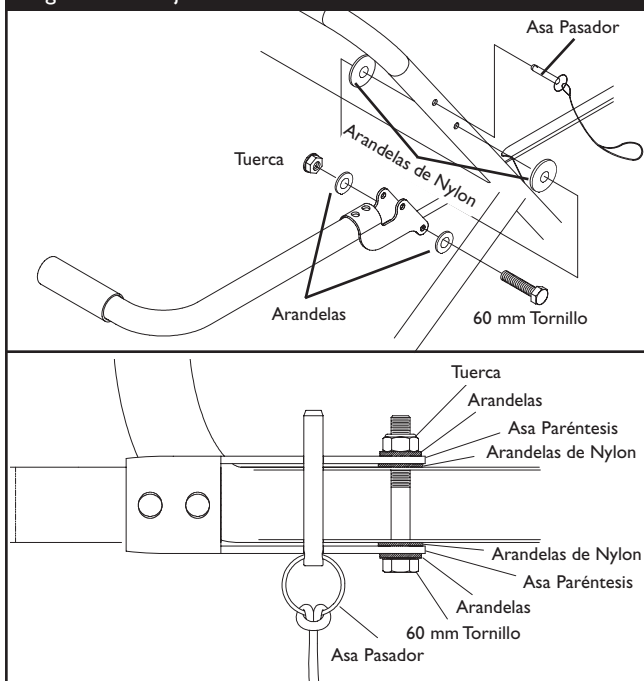 Asa Pasador
Arandelas de Nylon
Tuerca
Arandelas
60 mm Tornillo
Tuerca
Arandelas
Asa Paréntesis
Arandelas de Nylon
Arandelas de Nylon
Asa Paréntesis
Arandelas
60 mm Tornillo
Asa Pasador